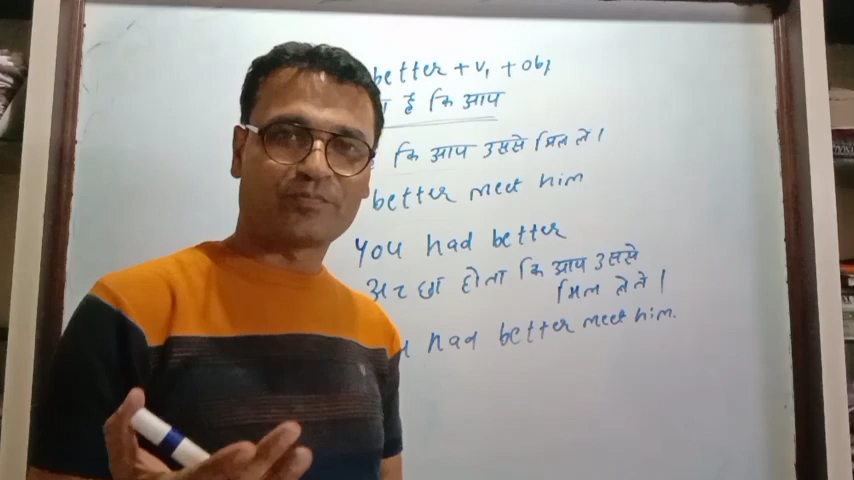 better + V₁ + obj
है कि आप
कि आप उससे मिल ले।
better meet him
You had better
अच्छा होता कि आप उससे
मिल लेते।
had better meet him.